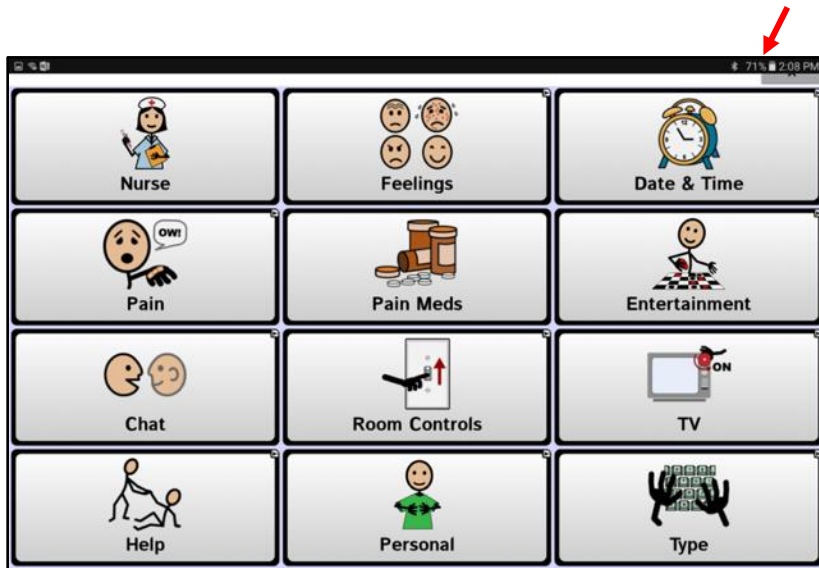 71% 2:08 PM
Nurse
Feelings
Date & Time
OW!
Pain
Pain Meds
Entertainment
Chat
Room Controls
ON
TV
Help
Personal
Type